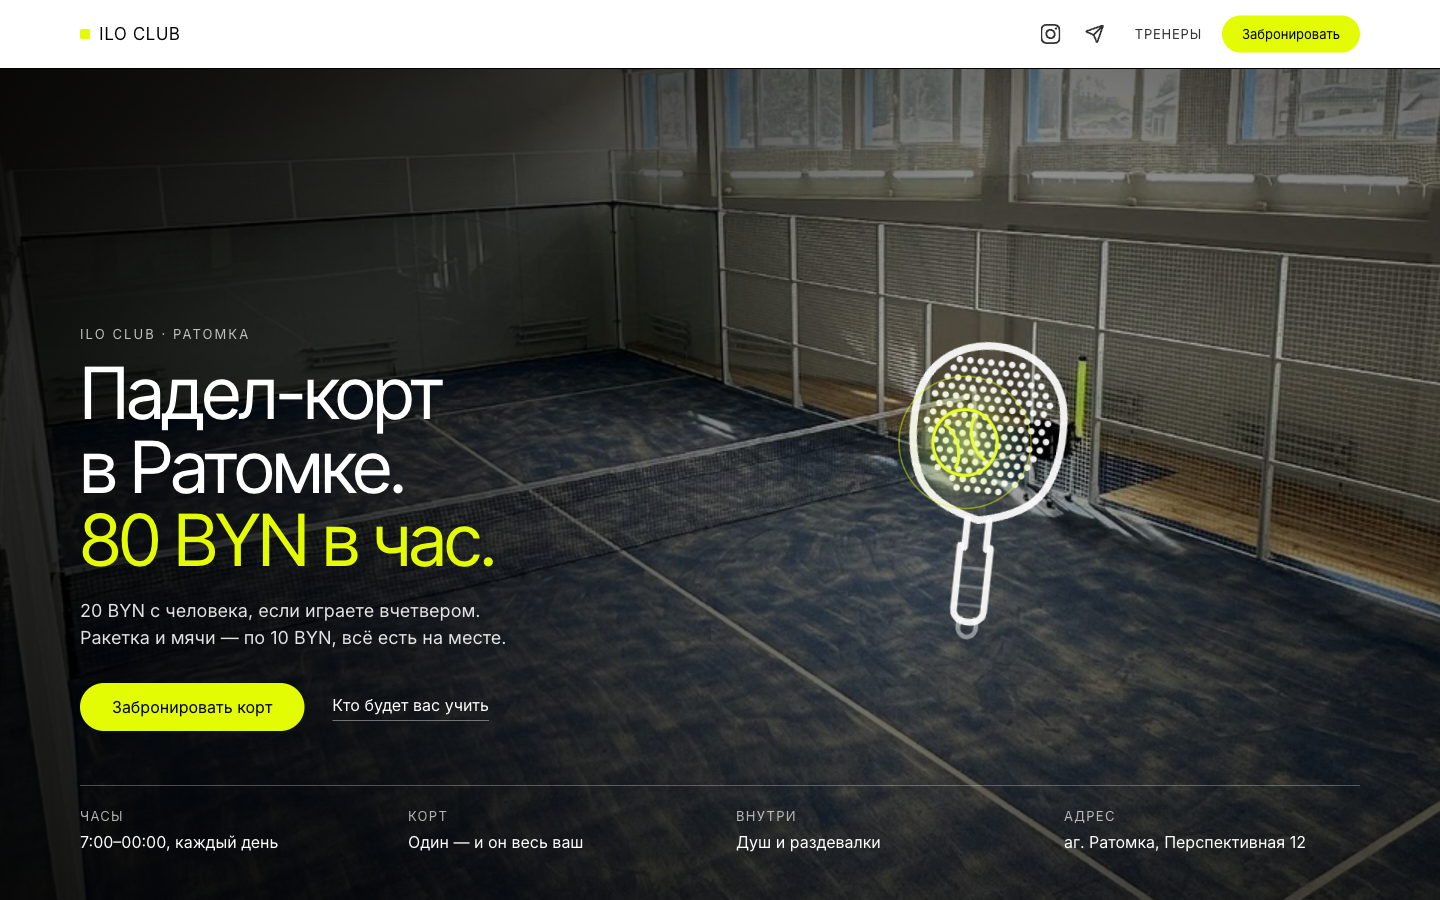 ILO CLUB
ТРЕНЕРЫ
Забронировать
ILO CLUB · РАТОМКА
Падел-корт
в Ратомке.
80 BYN в час.
20 BYN с человека, если играете вчетвером.
Ракетка и мячи — по 10 BYN, всё есть на месте.
Забронировать корт
Кто будет вас учить
ЧАСЫ
7:00–00:00, каждый день
КОРТ
Один — и он весь ваш
ВНУТРИ
Душ и раздевалки
АДРЕС
аг. Ратомка, Перспективная 12